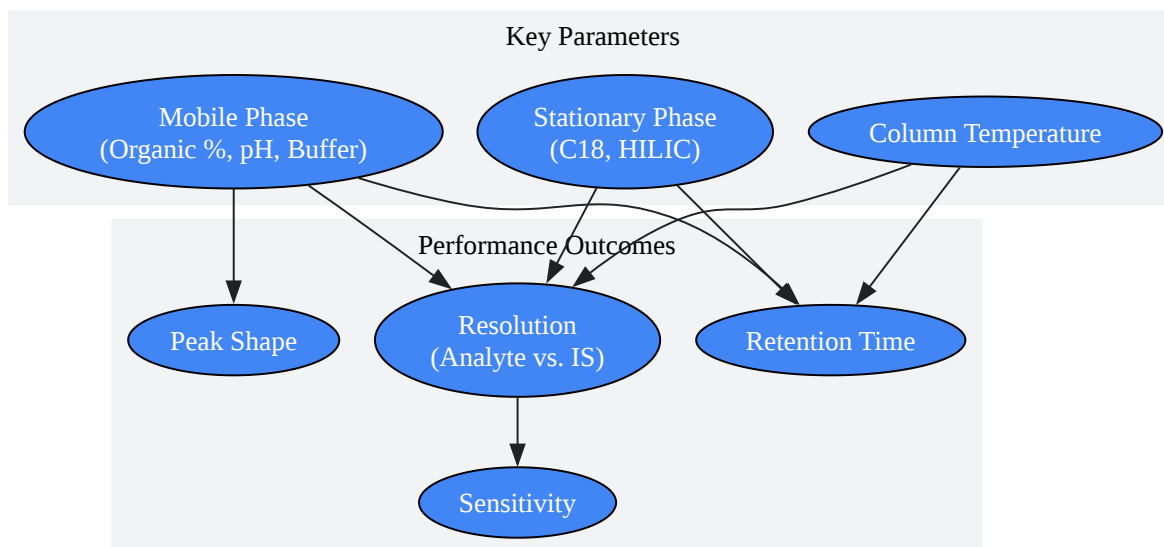 Key Parameters
Mobile Phase
(Organic %, pH, Buffer)
Stationary Phase
(C18, HILIC)
Column Temperature
Performance Outcomes
Peak Shape
Resolution
(Analyte vs. IS)
Retention Time
Sensitivity